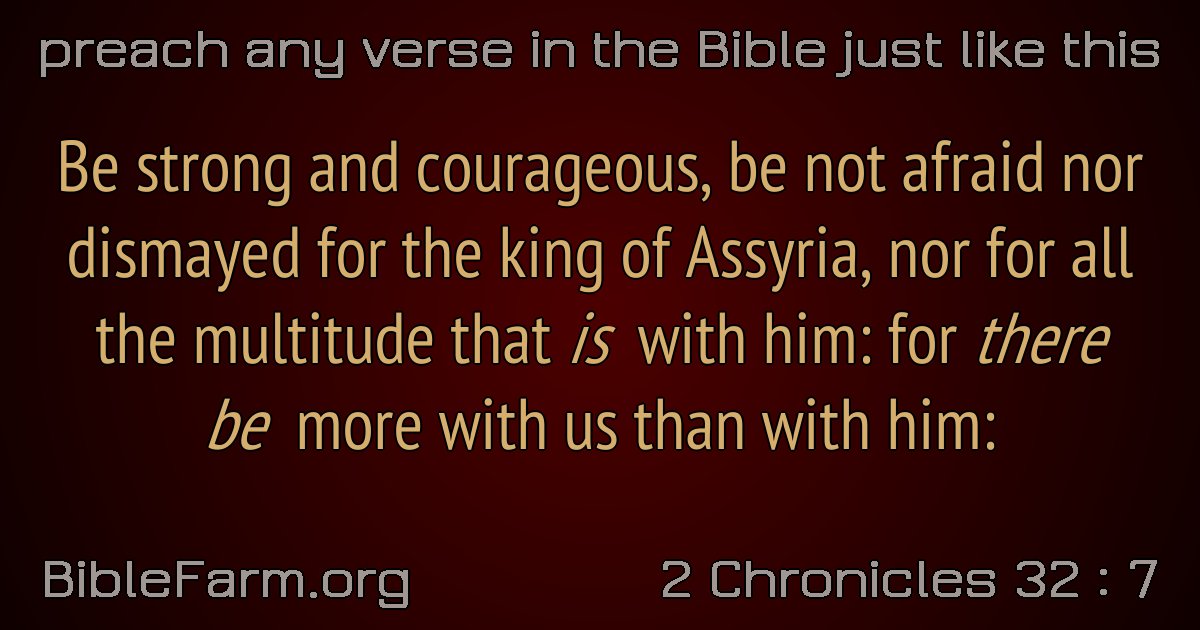 preach any verse in the Bible just like this
Be strong and courageous, be not afraid nor
dismayed for the king of Assyria, nor for all
the multitude that is with him: for there
be more with us than with him:
BibleFarm.org
2 Chronicles 32 : 7